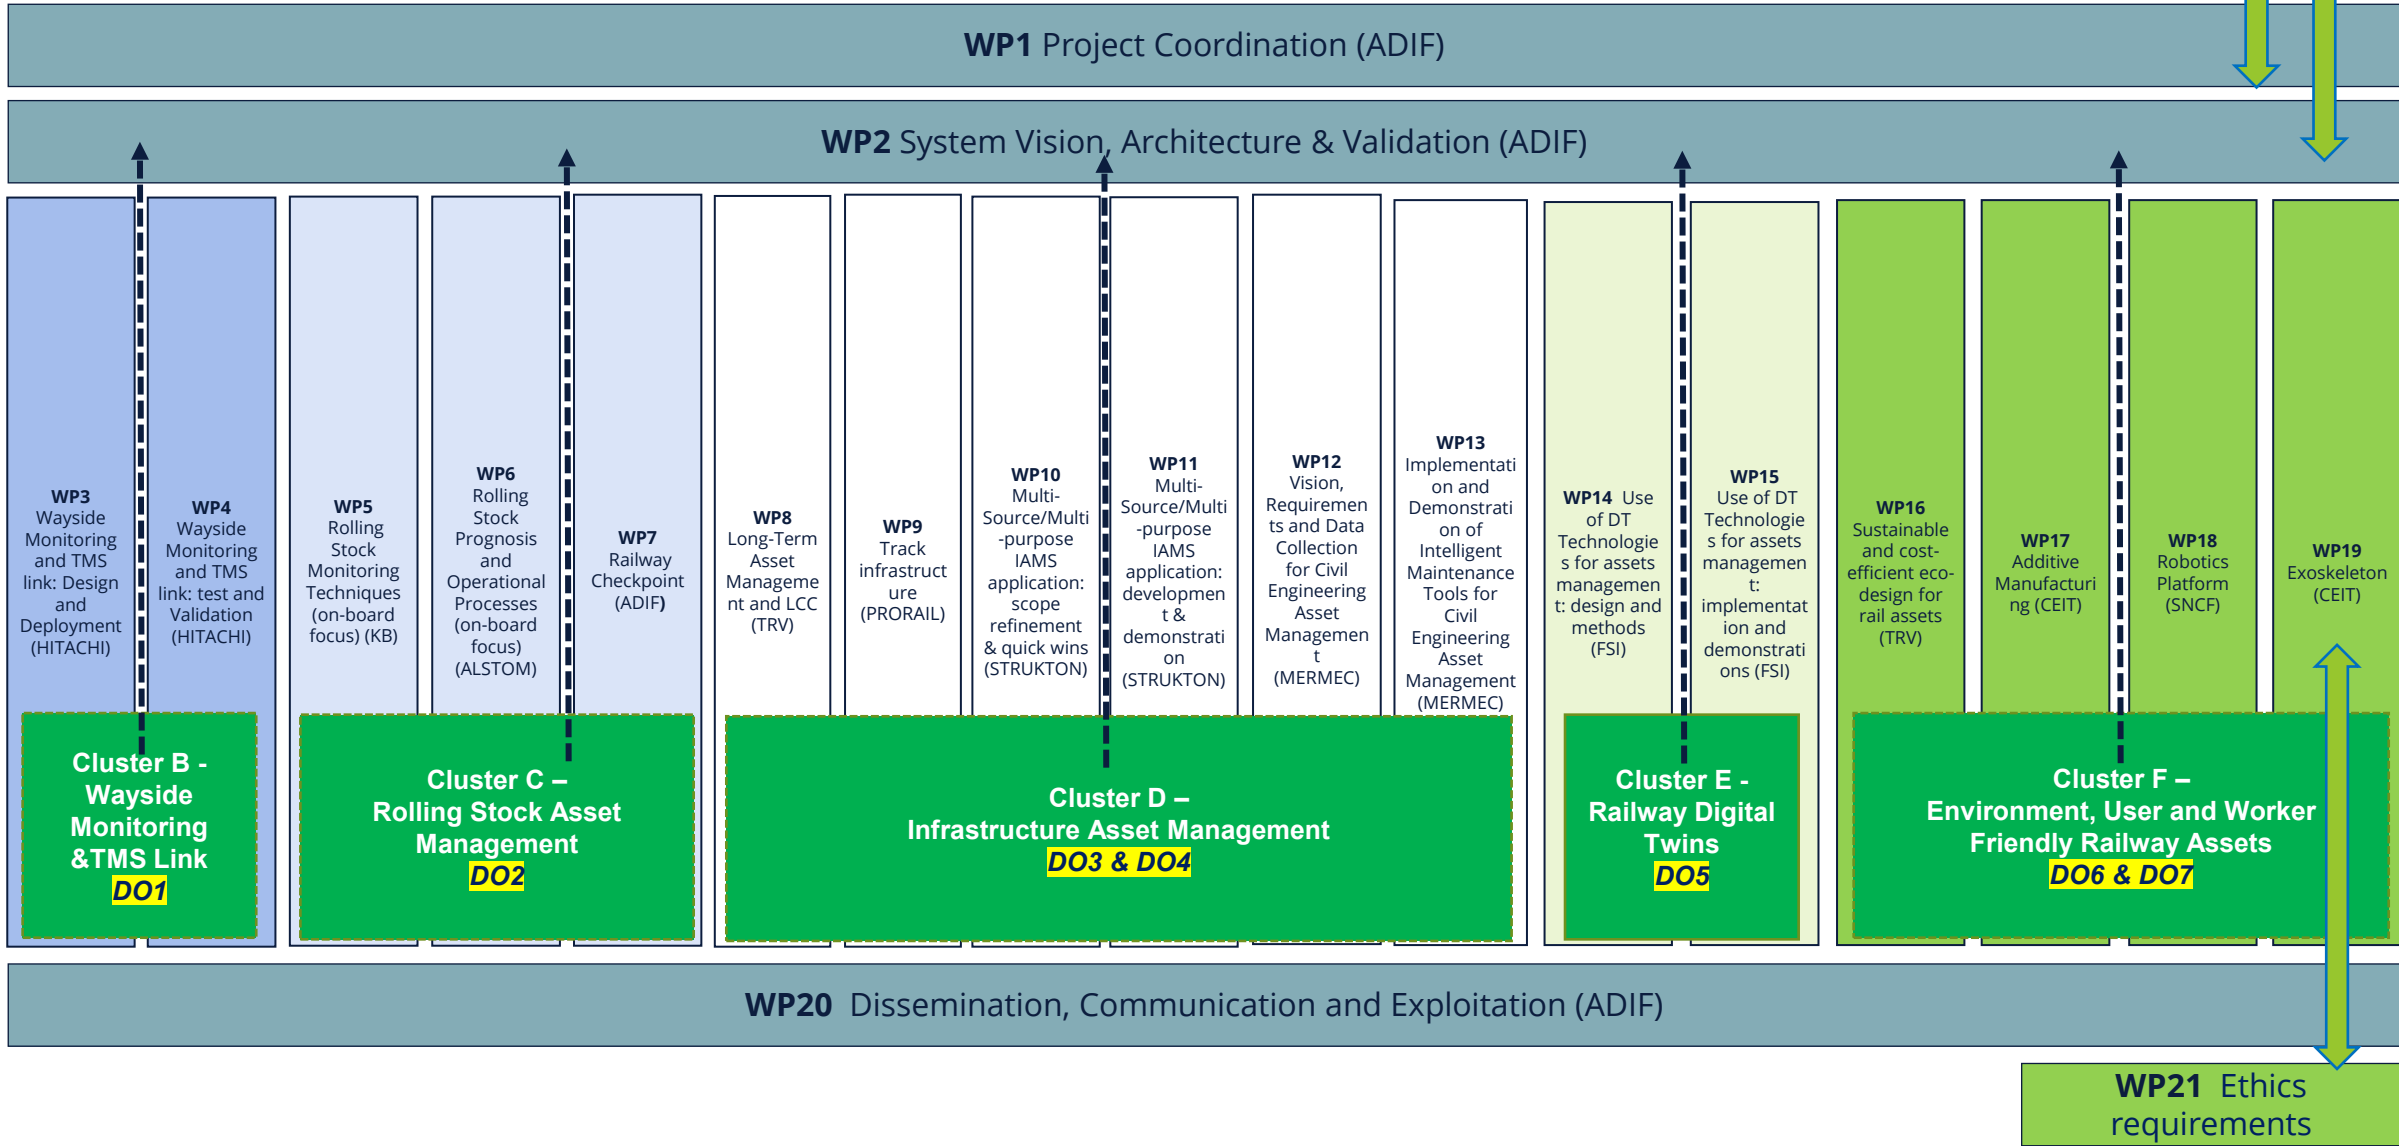 WP1 Project Coordination (ADIF)
WP2 System Vision, Architecture & Validation (ADIF)
WP3
Wayside
Monitoring
and TMS
link: Design
and
Deployment
(HITACHI)
WP4
Wayside
Monitoring
and TMS
link: test and
Validation
(HITACHI)
WP5
Rolling
Stock
Monitoring
Techniques
(on-board
focus) (KB)
WP6
Rolling
Stock
Prognosis
and
Operational
Processes
(on-board
focus)
(ALSTOM)
WP7
Railway
Checkpoint
(ADIF)
WP8
Long-Term
Asset
Manageme
nt and LCC
(TRV)
WP9
Track
infrastruct
ure
(PRORAIL)
WP10
Multi-
Source/Multi
-purpose
IAMS
application:
scope
refinement
& quick wins
(STRUKTON)
WP11
Multi-
Source/Multi
-purpose
IAMS
application:
developmen
t &
demonstrati
on
(STRUKTON)
WP12
Vision,
Requiremen
ts and Data
Collection
for Civil
Engineering
Asset
Managemen
t
(MERMEC)
WP13
Implementati
on and
Demonstrati
on of
Intelligent
Maintenance
Tools for
Civil
Engineering
Asset
Management
(MERMEC)
WP14 Use
of DT
Technologie
s for assets
managemen
t: design and
methods
(FSI)
WP15
Use of DT
Technologie
s for assets
managemen
t:
implementat
ion and
demonstrati
ons (FSI)
WP16
Sustainable
and cost-
efficient eco-
design for
rail assets
(TRV)
WP17
Additive
Manufacturi
ng (CEIT)
WP18
Robotics
Platform
(SNCF)
WP19
Exoskeleton
(CEIT)
Cluster B -
Wayside
Monitoring
&TMS Link
DO1
Cluster C –
Rolling Stock Asset
Management
DO2
Cluster D –
Infrastructure Asset Management
DO3 & DO4
Cluster E -
Railway Digital
Twins
DO5
Cluster F –
Environment, User and Worker
Friendly Railway Assets
DO6 & DO7
WP20 Dissemination, Communication and Exploitation (ADIF)
WP21 Ethics
requirements